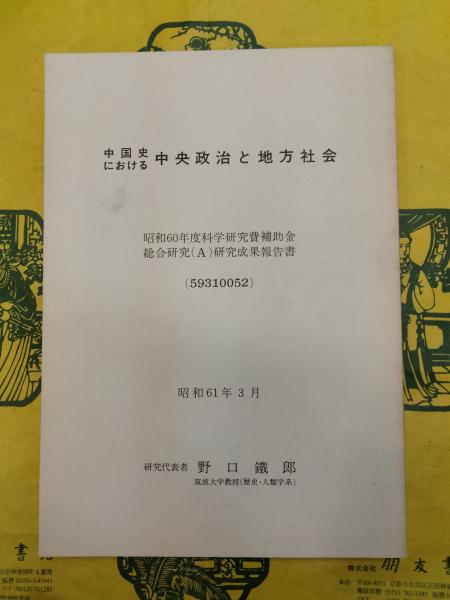 中国史
における 中央政治と地方社会
昭和60年度科学研究費補助金
総合研究(A)研究成果報告書
(59310052)
昭和61年3月
研究代表者 野口鐵郎
筑波大学教授(歴史・人類学系)
株式会社 朋友書